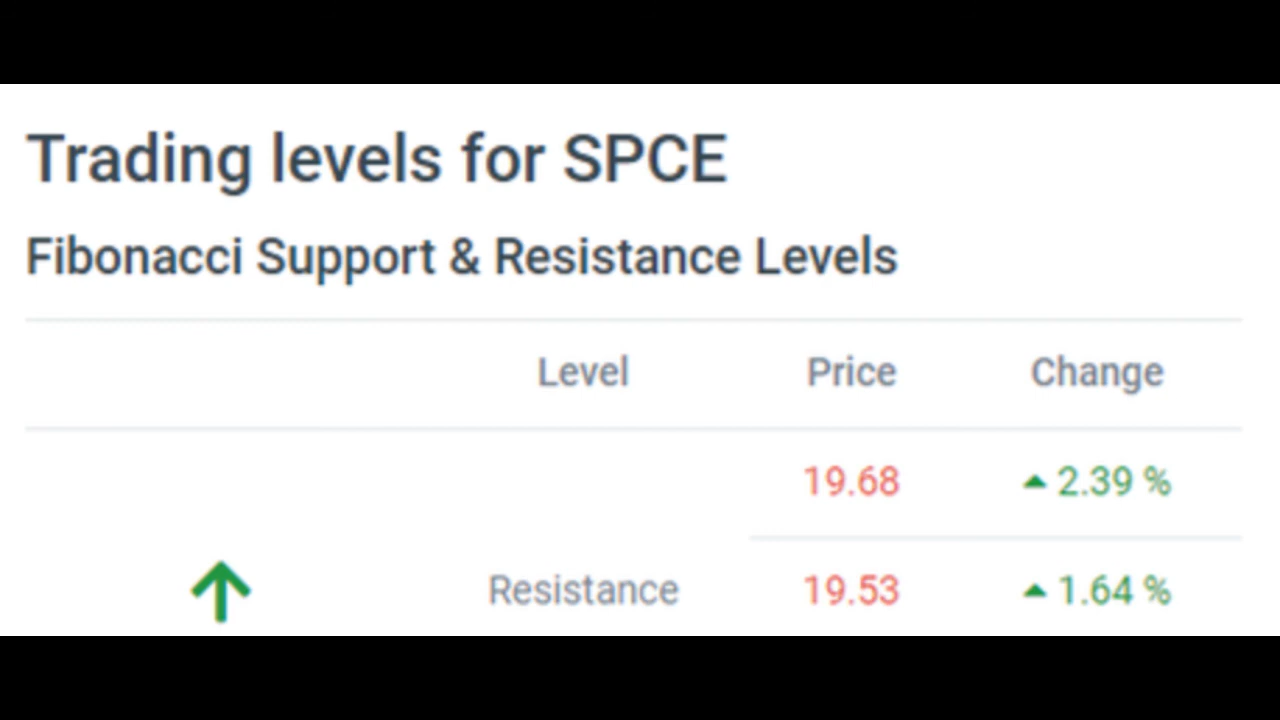 Trading levels for SPCE
Fibonacci Support & Resistance Levels
Level Price Change
19.68 ▲ 2.39 %
Resistance 19.53 ▲ 1.64 %